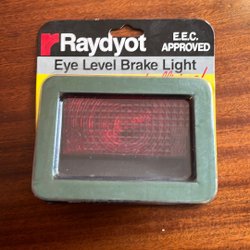 Raydyot
E.E.C.
APPROVED
Eye Level Brake Light